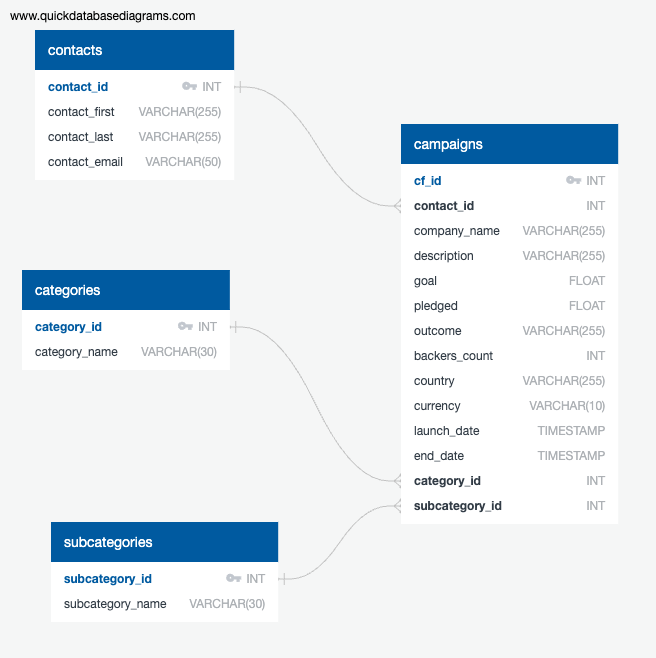 www.quickdatabasediagrams.com
contacts
contact_id INT
contact_first VARCHAR(255)
contact_last VARCHAR(255)
contact_email VARCHAR(50)
campaigns
cf_id INT
contact_id INT
company_name VARCHAR(255)
description VARCHAR(255)
goal FLOAT
pledged FLOAT
outcome VARCHAR(255)
backers_count INT
country VARCHAR(255)
currency VARCHAR(10)
launch_date TIMESTAMP
end_date TIMESTAMP
category_id INT
subcategory_id INT
categories
category_id INT
category_name VARCHAR(30)
subcategories
subcategory_id INT
subcategory_name VARCHAR(30)